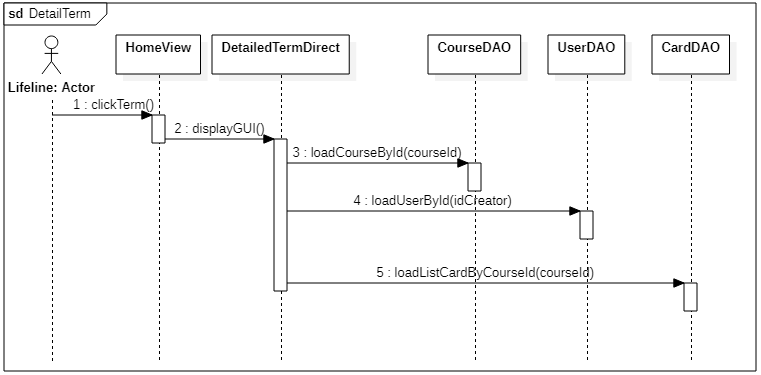 sd DetailTerm
HomeView
DetailedTermDirect
CourseDAO
UserDAO
CardDAO
Lifeline: Actor
1 : clickTerm()
2 : displayGUI()
3 : loadCourseById(courseId)
4 : loadUserById(idCreator)
5 : loadListCardByCourseId(courseId)